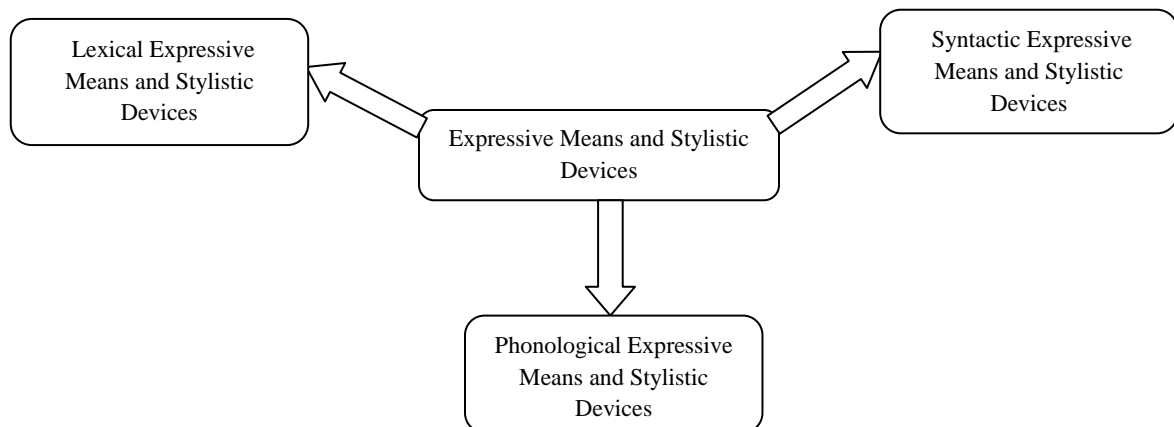 Lexical Expressive
Means and Stylistic
Devices
Syntactic Expressive
Means and Stylistic
Devices
Expressive Means and Stylistic
Devices
Phonological Expressive
Means and Stylistic
Devices